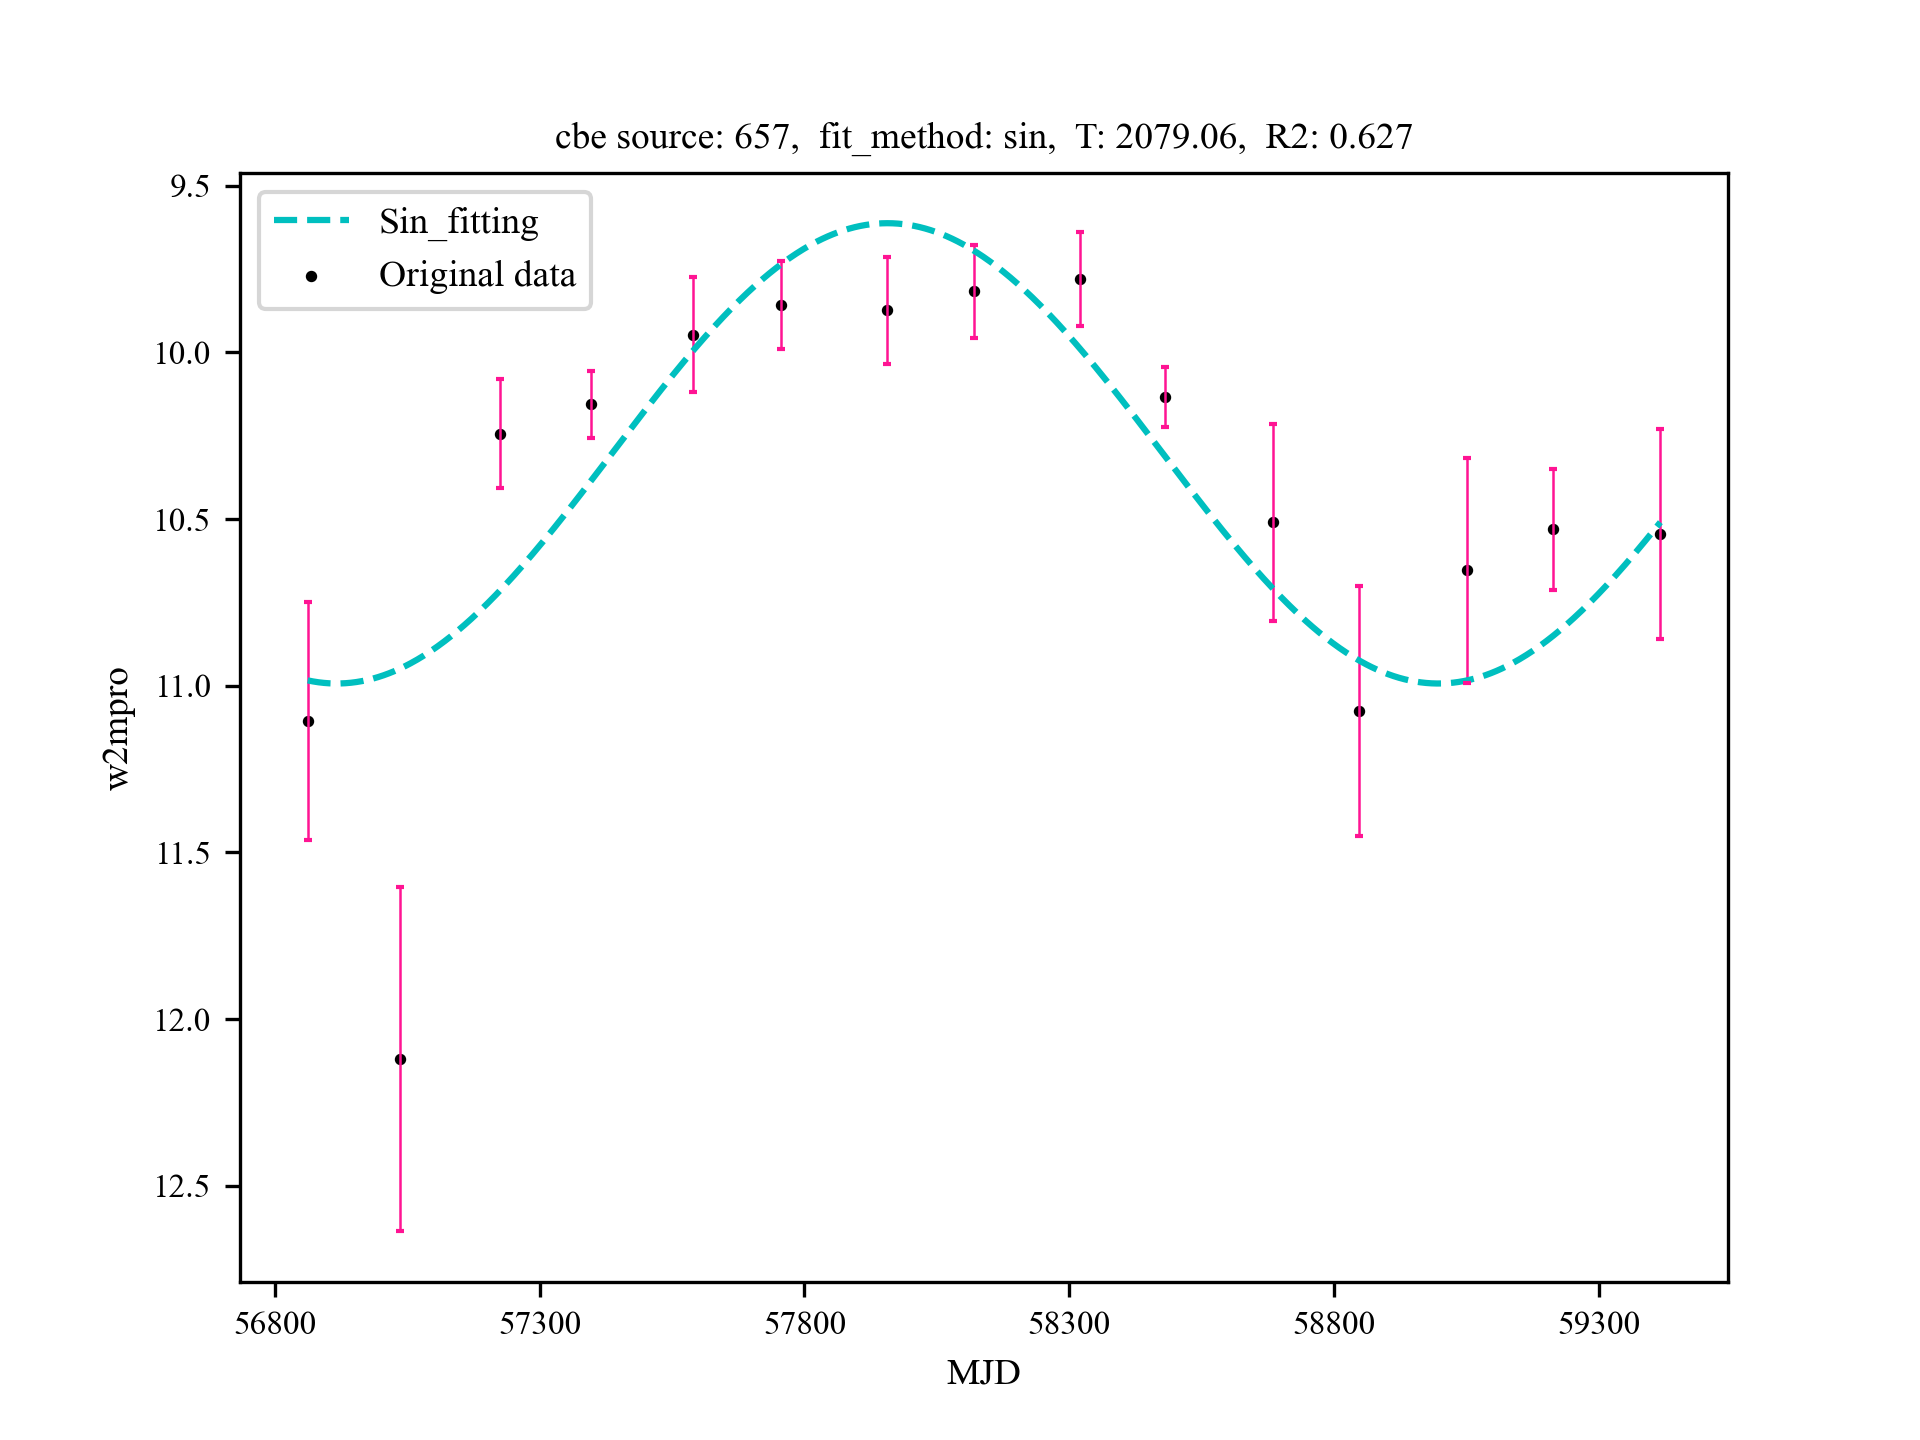 cbe source: 657,  fit_method: sin,  T: 2079.06,  R2: 0.627
Sin_fitting
Original data
9.5
10.0
10.5
11.0
11.5
12.0
12.5
w2mpro
56800 57300 57800 58300 58800 59300
MJD